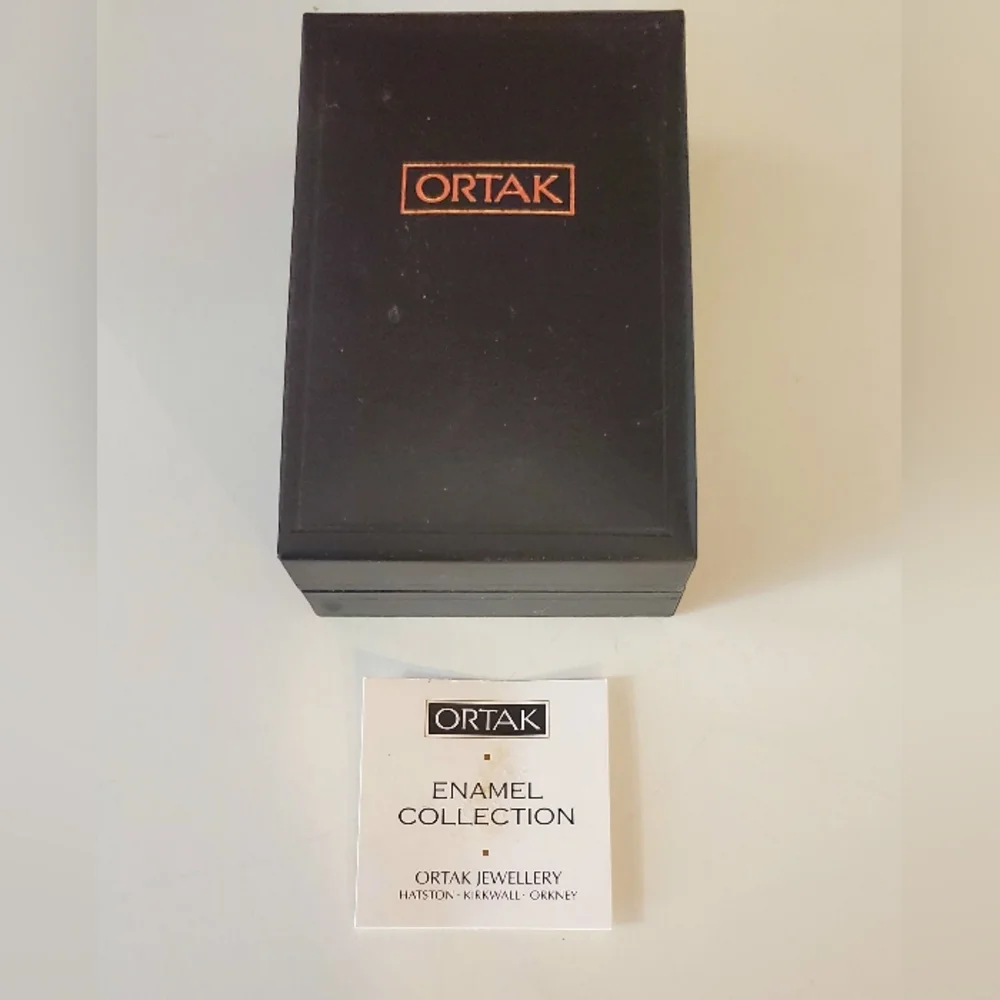 ORTAK
ORTAK
ENAMEL
COLLECTION
ORTAK JEWELLERY
HATSTON · KIRKWALL · ORKNEY